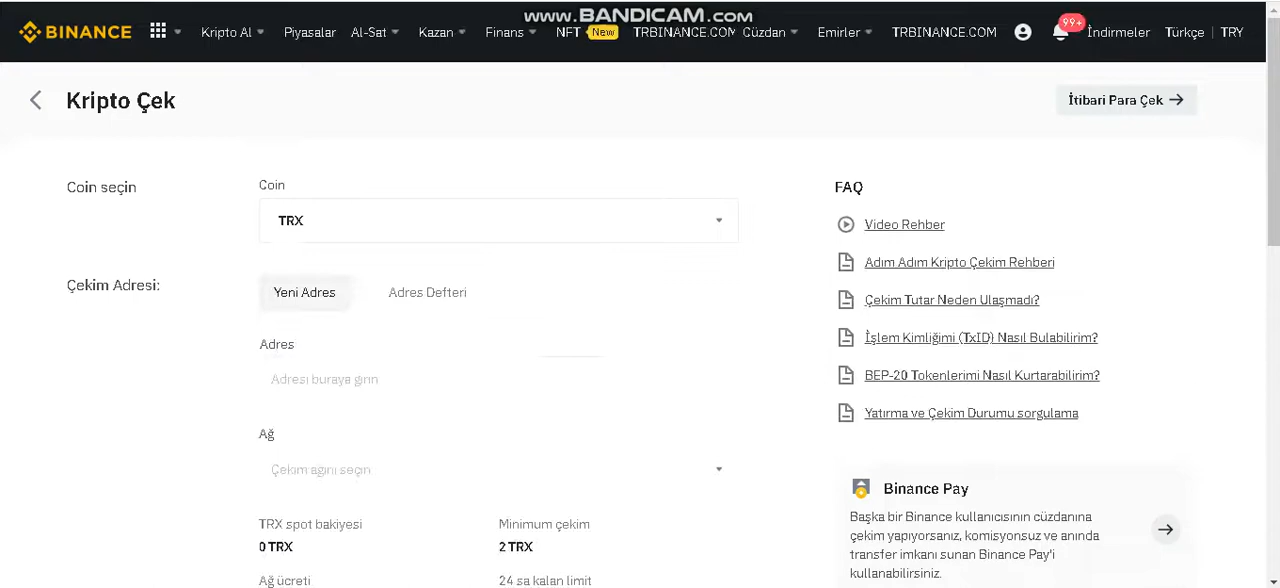 www.BANDICAM.com
BINANCE
Kripto Al
Piyasalar
Al-Sat
Kazan
Finans
NFT New
TRBINANCE.COM
Cüzdan
Emirler
TRBINANCE.COM
99+
İndirmeler
Türkçe | TRY
Kripto Çek
İtibari Para Çek
Coin seçin
Coin
TRX
Çekim Adresi:
Yeni Adres
Adres Defteri
Adres
Adresi buraya girin
Ağ
Çekim ağını seçin
TRX spot bakiyesi
0 TRX
Minimum çekim
2 TRX
Ağ ücreti
24 sa kalan limit
FAQ
Video Rehber
Adım Adım Kripto Çekim Rehberi
Çekim Tutar Neden Ulaşmadı?
İşlem Kimliğimi (TxID) Nasıl Bulabilirim?
BEP-20 Tokenlerimi Nasıl Kurtarabilirim?
Yatırma ve Çekim Durumu sorgulama
Binance Pay
Başka bir Binance kullanıcısının cüzdanına
çekim yapıyorsanız, komisyonsuz ve anında
transfer imkanı sunan Binance Pay'i
kullanabilirsiniz.